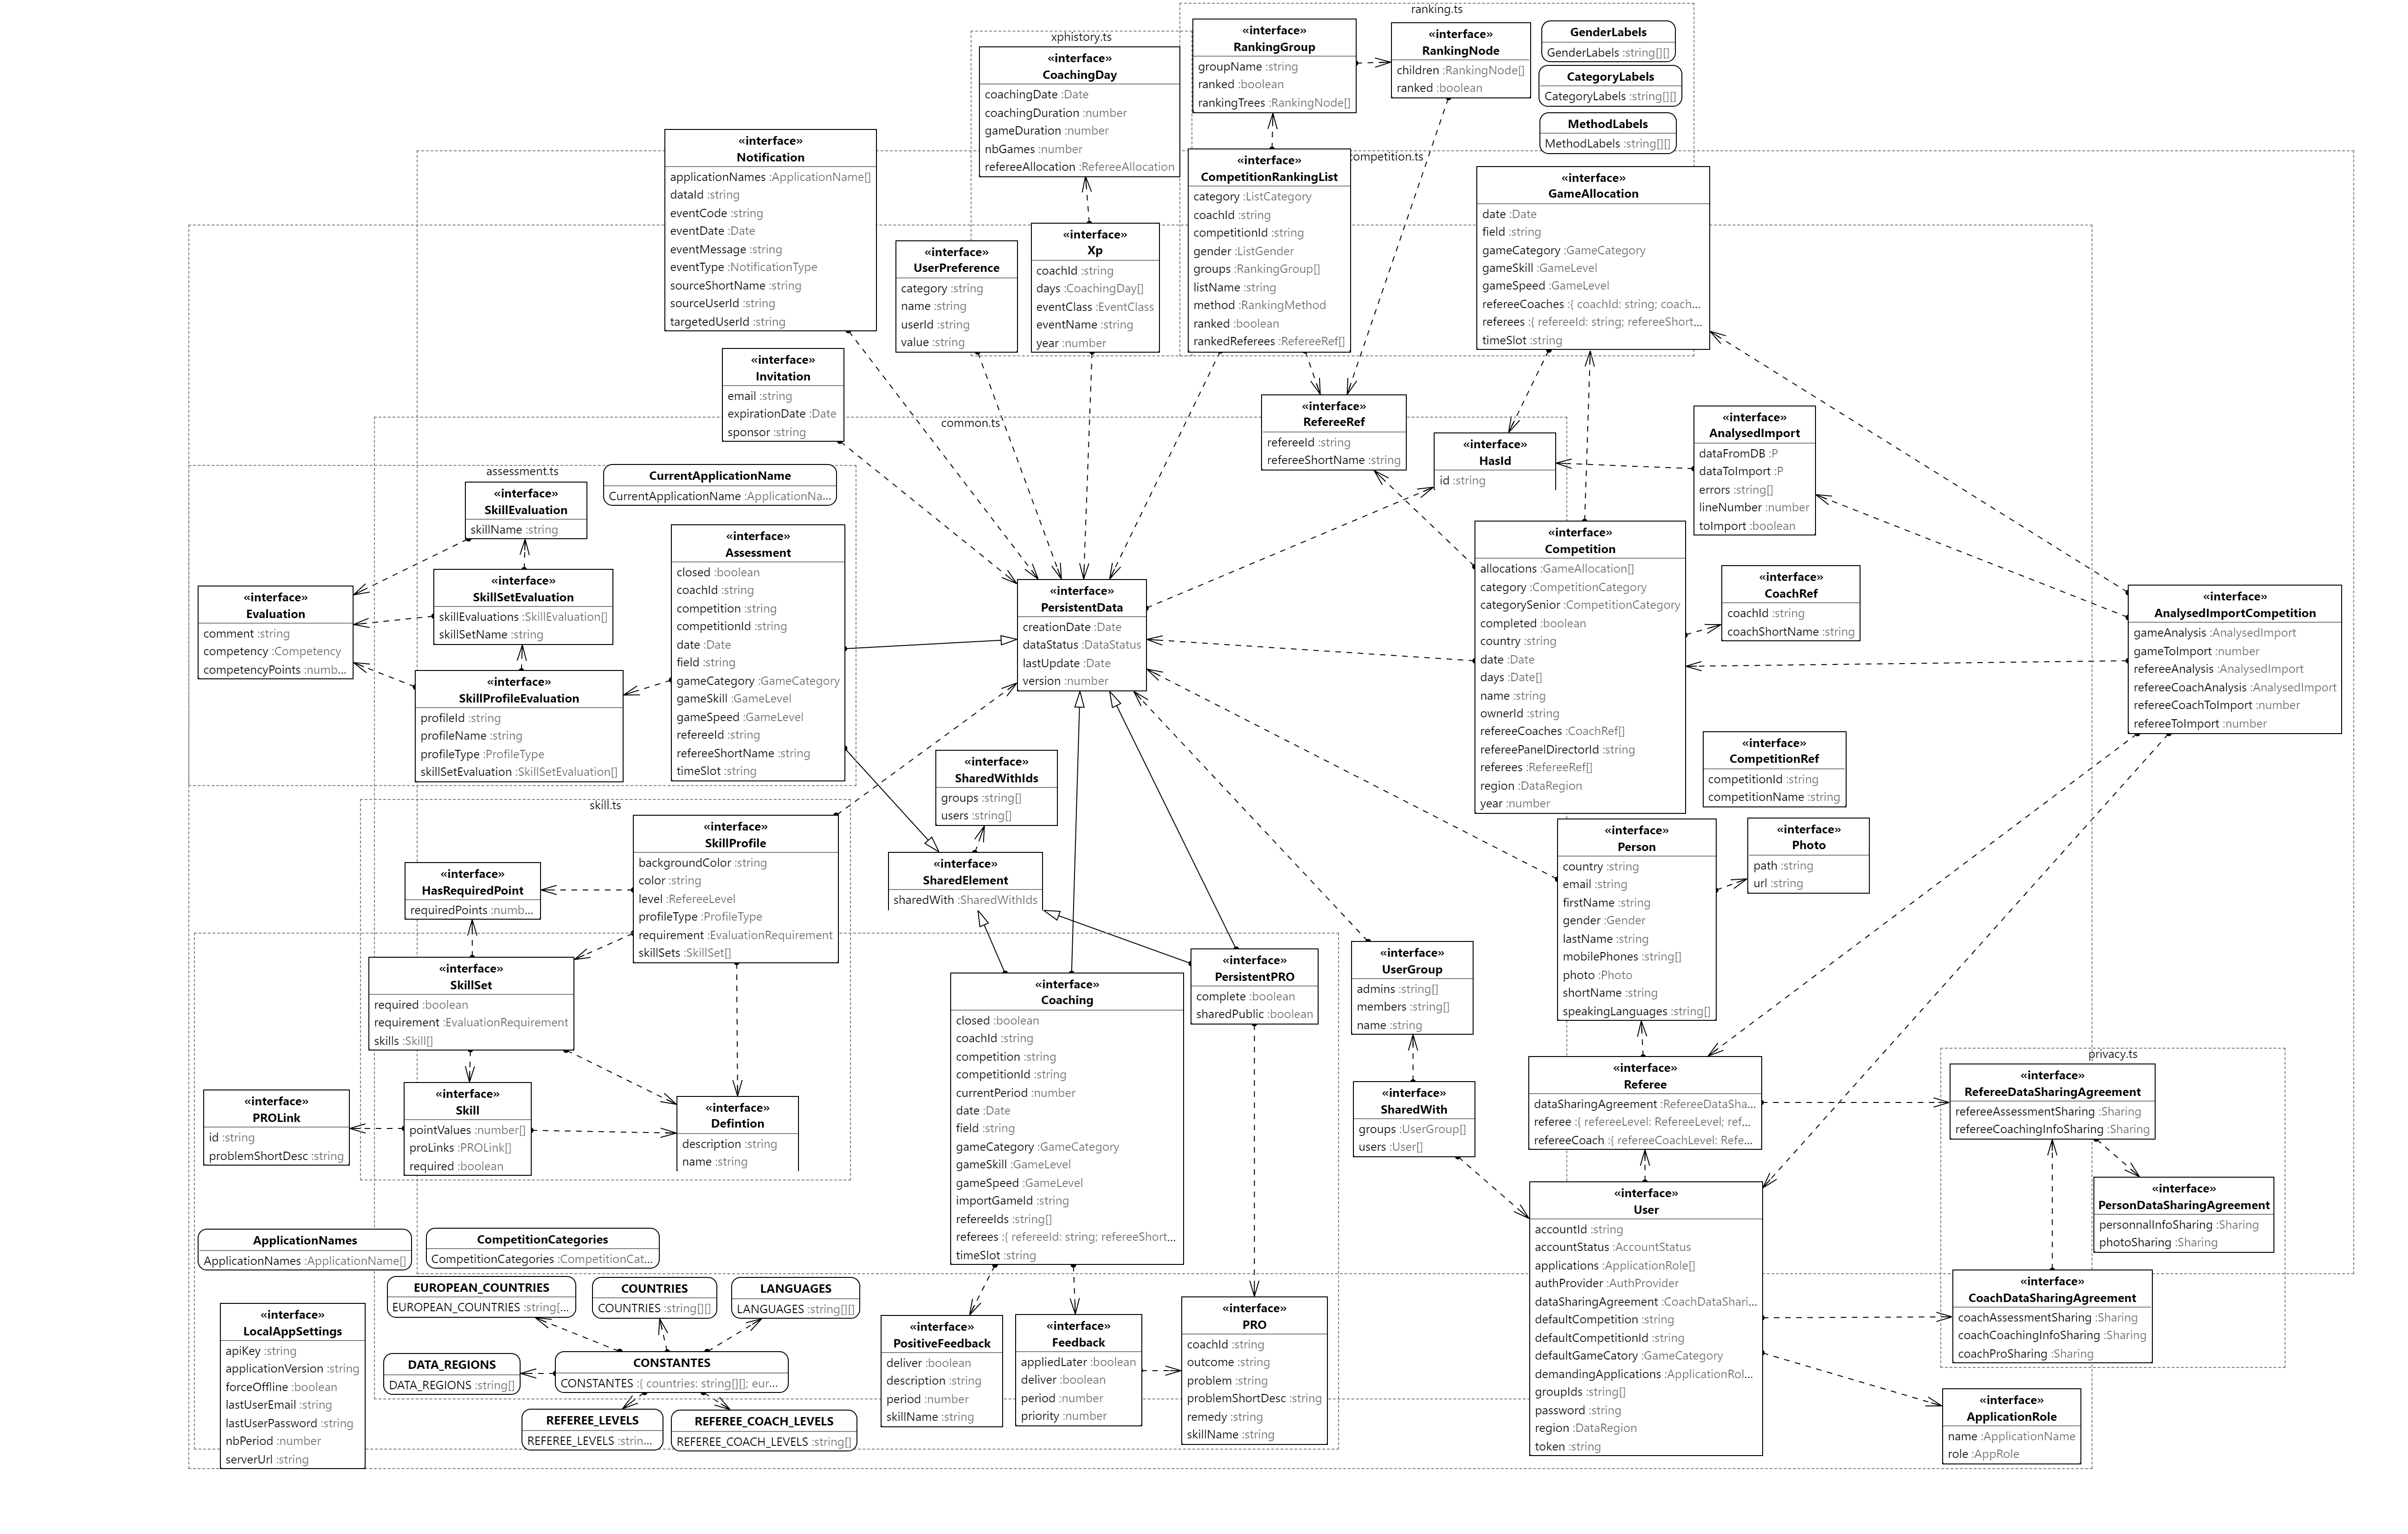 ranking.ts
«interface»
RankingGroup
groupName :string
ranked :boolean
rankingTrees :RankingNode[]
«interface»
RankingNode
children :RankingNode[]
ranked :boolean
GenderLabels
GenderLabels :string[][]
CategoryLabels
CategoryLabels :string[][]
MethodLabels
MethodLabels :string[][]
xphistory.ts
«interface»
CoachingDay
coachingDate :Date
coachingDuration :number
gameDuration :number
nbGames :number
refereeAllocation :RefereeAllocation
«interface»
Notification
applicationNames :ApplicationName[]
dataId :string
eventCode :string
eventDate :Date
eventMessage :string
eventType :NotificationType
sourceShortName :string
sourceUserId :string
targetedUserId :string
«interface»
UserPreference
category :string
name :string
userId :string
value :string
«interface»
Xp
coachId :string
days :CoachingDay[]
eventClass :EventClass
eventName :string
year :number
«interface»
CompetitionRankingList
category :ListCategory
coachId :string
competitionId :string
gender :ListGender
groups :RankingGroup[]
listName :string
method :RankingMethod
ranked :boolean
rankedReferees :RefereeRef[]
competition.ts
«interface»
GameAllocation
date :Date
field :string
gameCategory :GameCategory
gameSkill :GameLevel
gameSpeed :GameLevel
refereeCoaches :{ coachId: string; coach...
referees :{ refereeId: string; refereeShort...
timeSlot :string
«interface»
Invitation
email :string
expirationDate :Date
sponsor :string
common.ts
«interface»
RefereeRef
refereeId :string
refereeShortName :string
«interface»
HasId
id :string
«interface»
AnalysedImport
dataFromDB :P
dataToImport :P
errors :string[]
lineNumber :number
toImport :boolean
assessment.ts
CurrentApplicationName
CurrentApplicationName :ApplicationNa...
«interface»
SkillEvaluation
skillName :string
«interface»
SkillSetEvaluation
skillEvaluations :SkillEvaluation[]
skillSetName :string
«interface»
Evaluation
comment :string
competency :Competency
competencyPoints :numb...
«interface»
SkillProfileEvaluation
profileId :string
profileName :string
profileType :ProfileType
skillSetEvaluation :SkillSetEvaluation[]
«interface»
Assessment
closed :boolean
coachId :string
competition :string
competitionId :string
date :Date
field :string
gameCategory :GameCategory
gameSkill :GameLevel
gameSpeed :GameLevel
refereeId :string
refereeShortName :string
timeSlot :string
«interface»
PersistentData
creationDate :Date
dataStatus :DataStatus
lastUpdate :Date
version :number
«interface»
Competition
allocations :GameAllocation[]
category :CompetitionCategory
categorySenior :CompetitionCategory
completed :boolean
country :string
date :Date
days :Date[]
name :string
ownerId :string
refereeCoaches :CoachRef[]
refereePanelDirectorId :string
referees :RefereeRef[]
region :DataRegion
year :number
«interface»
CoachRef
coachId :string
coachShortName :string
«interface»
AnalysedImportCompetition
gameAnalysis :AnalysedImport
gameToImport :number
refereeAnalysis :AnalysedImport
refereeCoachAnalysis :AnalysedImport
refereeCoachToImport :number
refereeToImport :number
«interface»
CompetitionRef
competitionId :string
competitionName :string
«interface»
SharedWithIds
groups :string[]
users :string[]
«interface»
SharedElement
sharedWith :SharedWithIds
skill.ts
«interface»
SkillProfile
backgroundColor :string
color :string
level :RefereeLevel
profileType :ProfileType
requirement :EvaluationRequirement
skillSets :SkillSet[]
«interface»
HasRequiredPoint
requiredPoints :numb...
«interface»
SkillSet
required :boolean
requirement :EvaluationRequirement
skills :Skill[]
«interface»
Person
country :string
email :string
firstName :string
gender :Gender
lastName :string
mobilePhones :string[]
photo :Photo
shortName :string
speakingLanguages :string[]
«interface»
Photo
path :string
url :string
«interface»
Coaching
closed :boolean
coachId :string
competition :string
competitionId :string
currentPeriod :number
date :Date
field :string
gameCategory :GameCategory
gameSkill :GameLevel
gameSpeed :GameLevel
importGameId :string
refereeIds :string[]
referees :{ refereeId: string; refereeShort...
timeSlot :string
«interface»
PersistentPRO
complete :boolean
sharedPublic :boolean
«interface»
UserGroup
admins :string[]
members :string[]
name :string
«interface»
SharedWith
groups :UserGroup[]
users :User[]
«interface»
Referee
dataSharingAgreement :RefereeDataSha...
referee :{ refereeLevel: RefereeLevel; ref...
refereeCoach :{ refereeCoachLevel: Refe...
privacy.ts
«interface»
RefereeDataSharingAgreement
refereeAssessmentSharing :Sharing
refereeCoachingInfoSharing :Sharing
«interface»
PersonDataSharingAgreement
personnalInfoSharing :Sharing
photoSharing :Sharing
«interface»
CoachDataSharingAgreement
coachAssessmentSharing :Sharing
coachCoachingInfoSharing :Sharing
coachProSharing :Sharing
«interface»
PROLink
id :string
problemShortDesc :string
«interface»
Skill
pointValues :number[]
proLinks :PROLink[]
required :boolean
«interface»
Defintion
description :string
name :string
«interface»
User
accountId :string
accountStatus :AccountStatus
applications :ApplicationRole[]
authProvider :AuthProvider
dataSharingAgreement :CoachDataShari...
defaultCompetition :string
defaultCompetitionId :string
defaultGameCatory :GameCategory
demandingApplications :ApplicationRol...
groupIds :string[]
password :string
region :DataRegion
token :string
«interface»
ApplicationRole
name :ApplicationName
role :AppRole
ApplicationNames
ApplicationNames :ApplicationName[]
CompetitionCategories
CompetitionCategories :CompetitionCat...
EUROPEAN_COUNTRIES
EUROPEAN_COUNTRIES :string[...
COUNTRIES
COUNTRIES :string[][]
LANGUAGES
LANGUAGES :string[][]
«interface»
LocalAppSettings
apiKey :string
applicationVersion :string
forceOffline :boolean
lastUserEmail :string
lastUserPassword :string
nbPeriod :number
serverUrl :string
DATA_REGIONS
DATA_REGIONS :string[]
CONSTANTES
CONSTANTES :{ countries: string[][]; eur...
REFEREE_LEVELS
REFEREE_LEVELS :strin...
REFEREE_COACH_LEVELS
REFEREE_COACH_LEVELS :string[]
«interface»
PositiveFeedback
deliver :boolean
description :string
period :number
skillName :string
«interface»
Feedback
appliedLater :boolean
deliver :boolean
period :number
priority :number
«interface»
PRO
coachId :string
outcome :string
problem :string
problemShortDesc :string
remedy :string
skillName :string